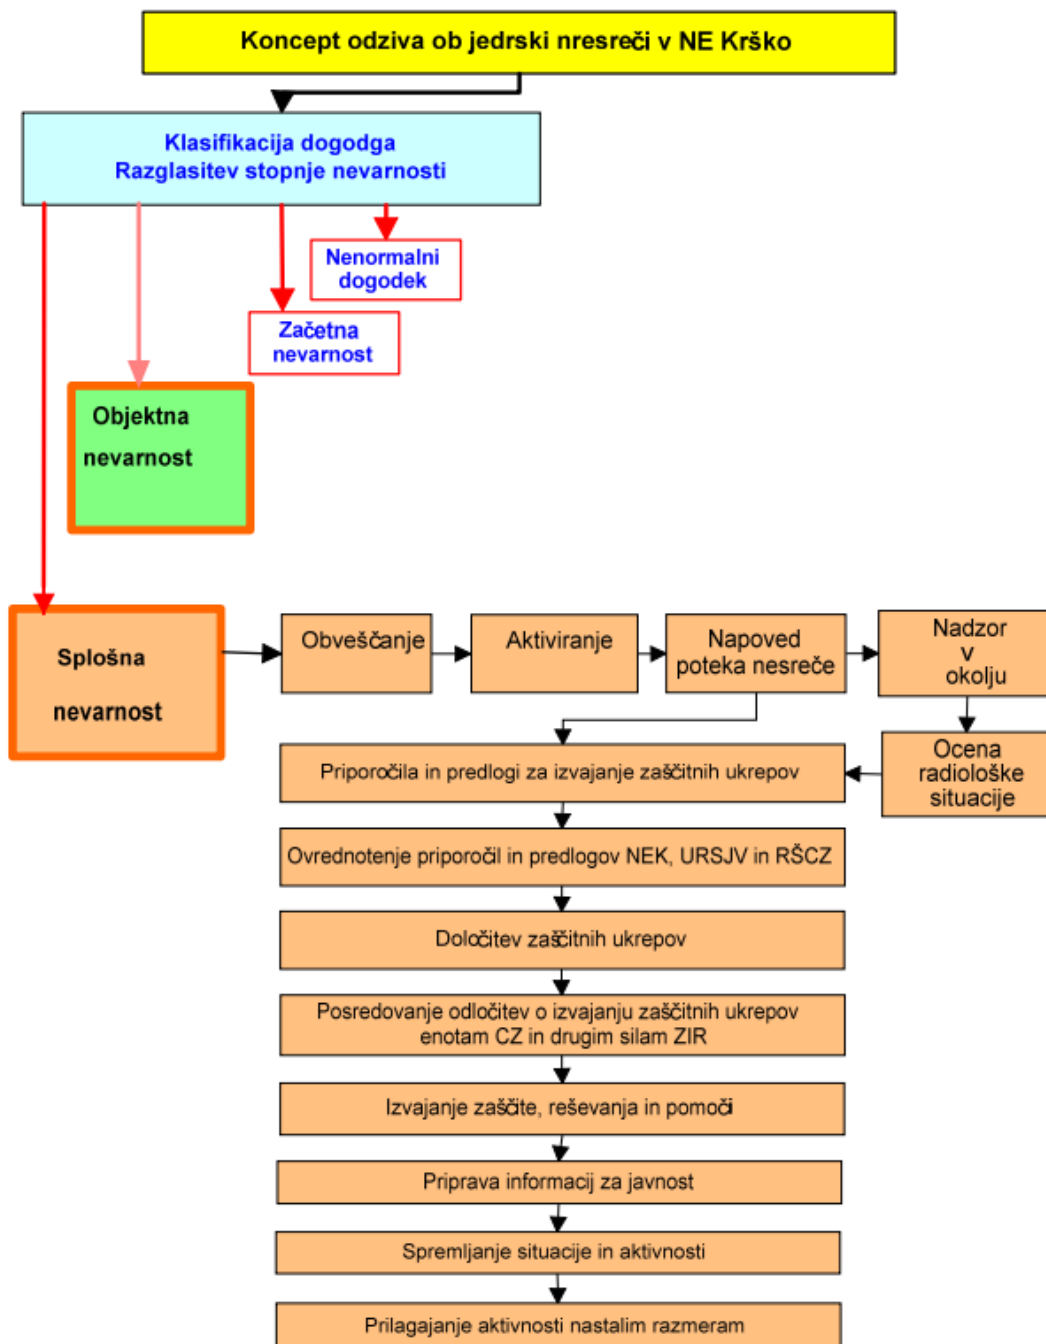 Koncept odziva ob jedrski nresreči v NE Krško
Klasifikacija dogodga
Razglasitev stopnje nevarnosti
Nenormalni
dogodek
Začetna
nevarnost
Objektna
nevarnost
Splošna
nevarnost
Obveščanje
Aktiviranje
Napoved
poteka nesreče
Nadzor
v
okolju
Priporočila in predlogi za izvajanje zaščitnih ukrepov
Ocena
radiološke
situacije
Ovrednotenje priporočil in predlogov NEK, URSJV in RŠCZ
Določitev zaščitnih ukrepov
Posredovanje odločitev o izvajanju zaščitnih ukrepov
enotam CZ in drugim silam ZIR
Izvajanje zaščite, reševanja in pomoči
Priprava informacij za javnost
Spremljanje situacije in aktivnosti
Prilagajanje aktivnosti nastalim razmeram